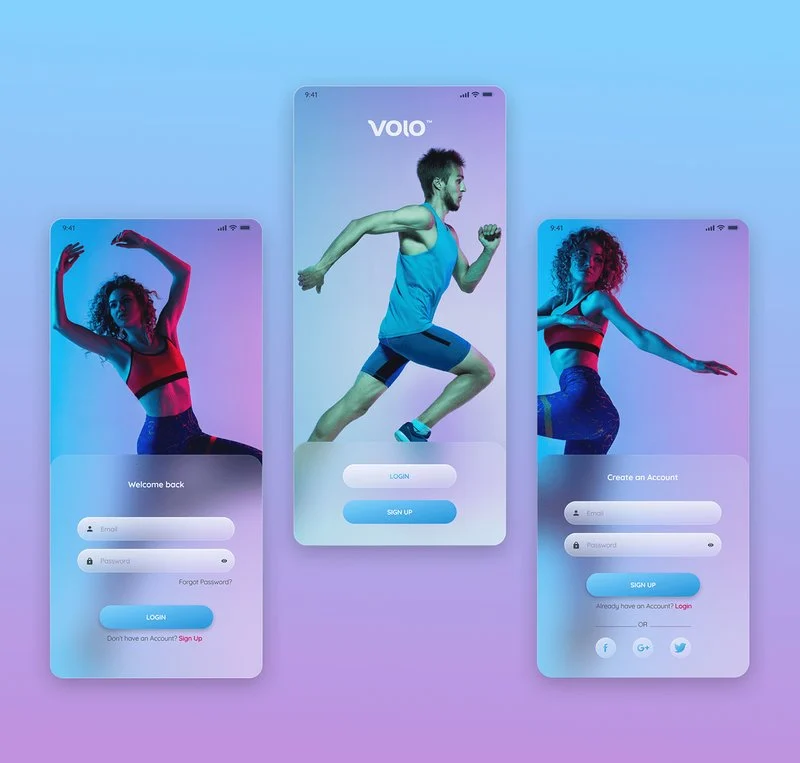 9:41
Welcome back
Email
Password
Forgot Password?
LOGIN
Don't have an Account? Sign Up
9:41
VOLO™
LOGIN
SIGN UP
9:41
Create an Account
Email
Password
SIGN UP
Already have an Account? Login
OR
f G+